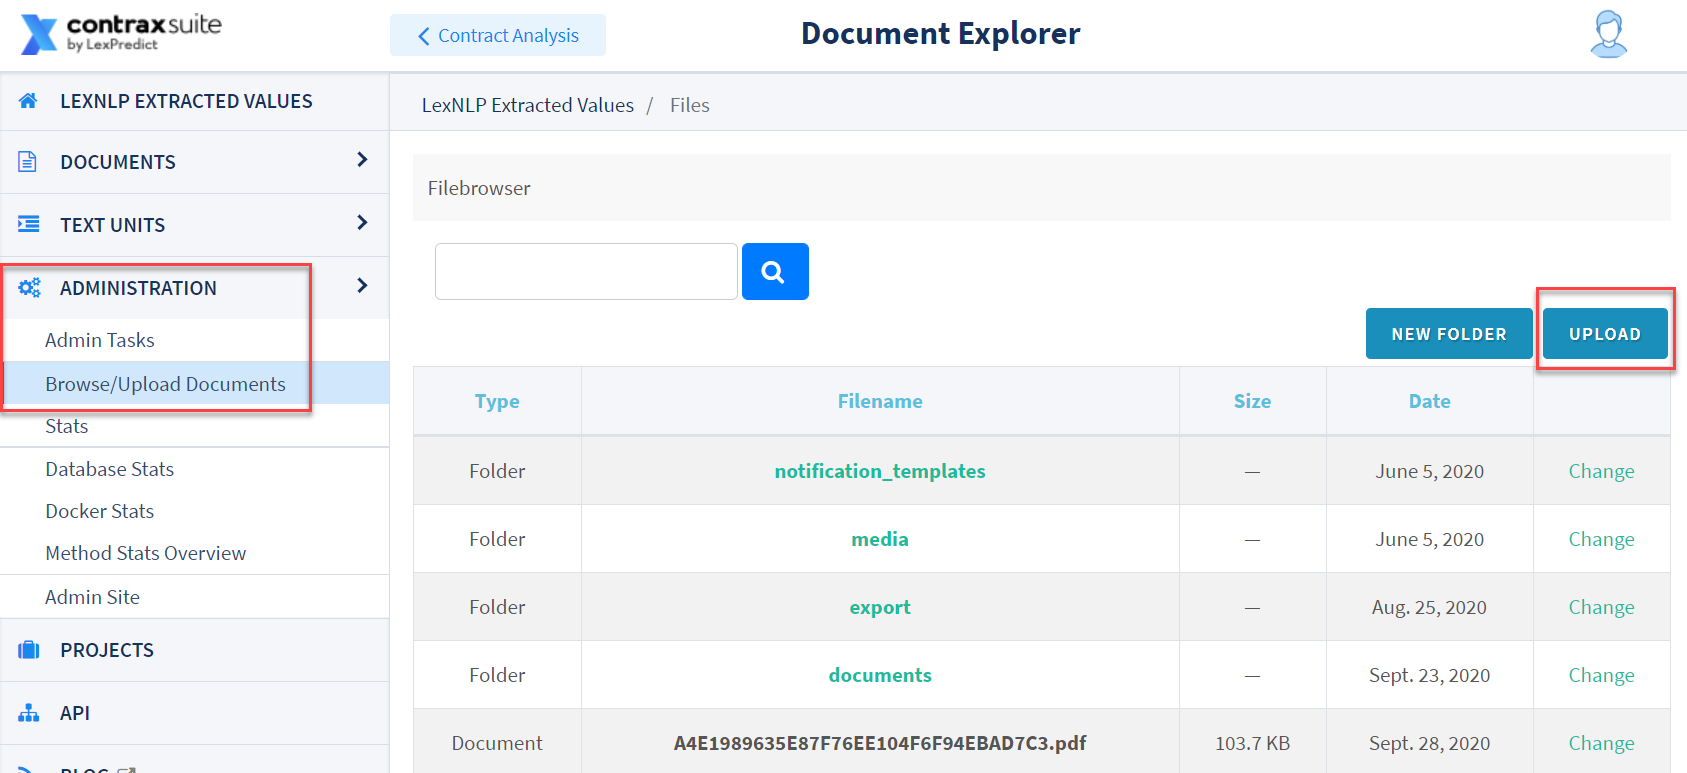 contraxsuite
by LexPredict
Contract Analysis
Document Explorer
LEXNLP EXTRACTED VALUES
DOCUMENTS
TEXT UNITS
ADMINISTRATION
Admin Tasks
Browse/Upload Documents
Stats
Database Stats
Docker Stats
Method Stats Overview
Admin Site
PROJECTS
API
BLOG
LexNLP Extracted Values / Files
Filebrowser
NEW FOLDER UPLOAD
Type Filename Size Date
Folder notification_templates — June 5, 2020 Change
Folder media — June 5, 2020 Change
Folder export — Aug. 25, 2020 Change
Folder documents — Sept. 23, 2020 Change
Document A4E1989635E87F76EE104F6F94EBAD7C3.pdf 103.7 KB Sept. 28, 2020 Change